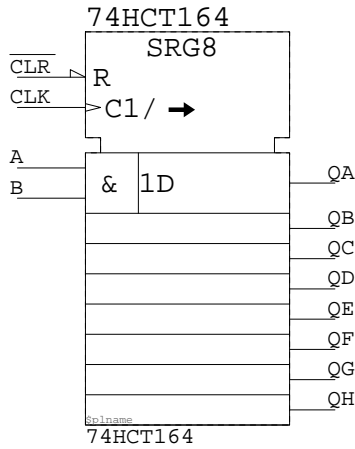 74HCT164
SRG8
CLR
R
CLK
C1/ →
A
B
& 1D
QA
QB
QC
QD
QE
QF
QG
QH
$plname
74HCT164